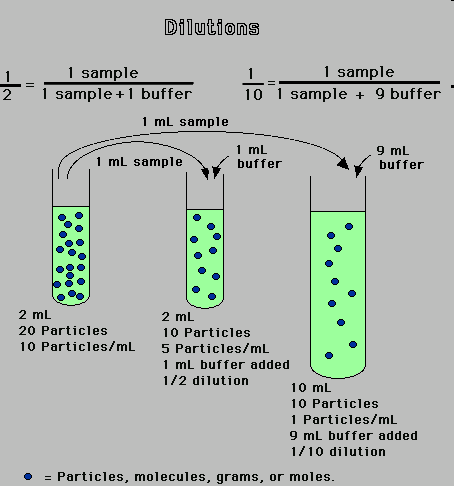 Dilutions
1/2 = 1 sample / 1 sample+1 buffer
1/10 = 1 sample / 1 sample + 9 buffer
1 mL sample
1 mL sample
1 mL
buffer
9 mL
buffer
2 mL
20 Particles
10 Particles/mL
2 mL
10 Particles
5 Particles/mL
1 mL buffer added
1/2 dilution
10 mL
10 Particles
1 Particles/mL
9 mL buffer added
1/10 dilution
= Particles, molecules, grams, or moles.